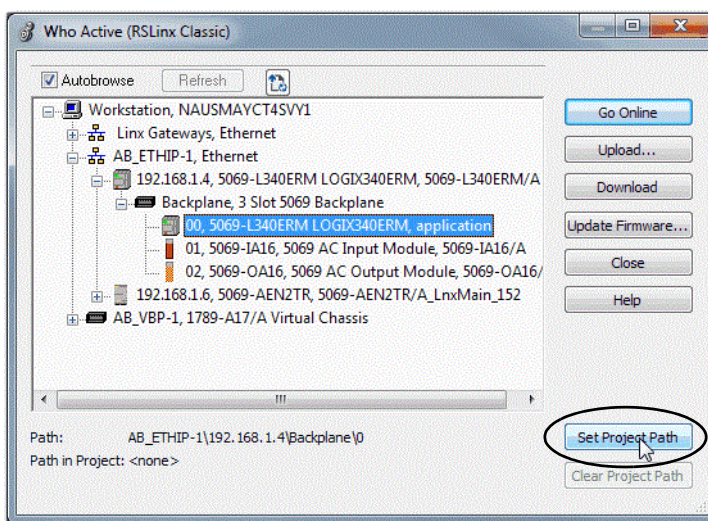 Who Active (RSLinx Classic)
Autobrowse
Refresh
Workstation, NAUSMAYCT4SVY1
Linx Gateways, Ethernet
AB_ETHIP-1, Ethernet
192.168.1.4, 5069-L340ERM LOGIX340ERM, 5069-L340ERM/A
Backplane, 3 Slot 5069 Backplane
00, 5069-L340ERM LOGIX340ERM, application
01, 5069-IA16, 5069 AC Input Module, 5069-IA16/A
02, 5069-OA16, 5069 AC Output Module, 5069-OA16/
192.168.1.6, 5069-AEN2TR, 5069-AEN2TR/A_LnxMain_152
AB_VBP-1, 1789-A17/A Virtual Chassis
Go Online
Upload...
Download
Update Firmware...
Close
Help
Path: AB_ETHIP-1\192.168.1.4\Backplane\0
Path in Project: <none>
Set Project Path
Clear Project Path